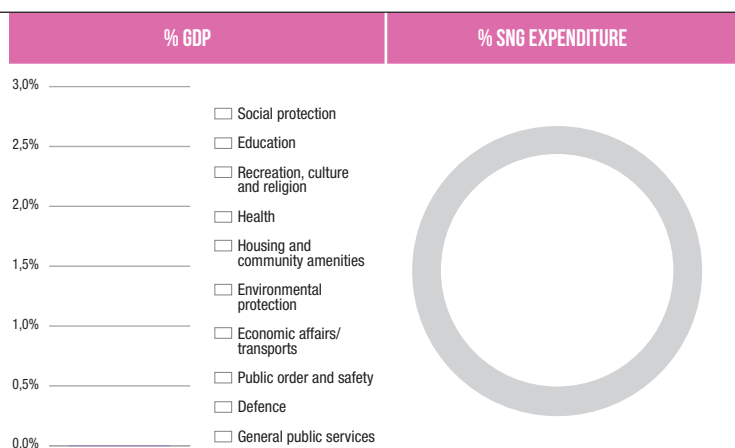 % GDP
% SNG EXPENDITURE
3,0%
2,5%
2,0%
1,5%
1,0%
0,5%
0,0%
Social protection
Education
Recreation, culture
and religion
Health
Housing and
community amenities
Environmental
protection
Economic affairs/
transports
Public order and safety
Defence
General public services